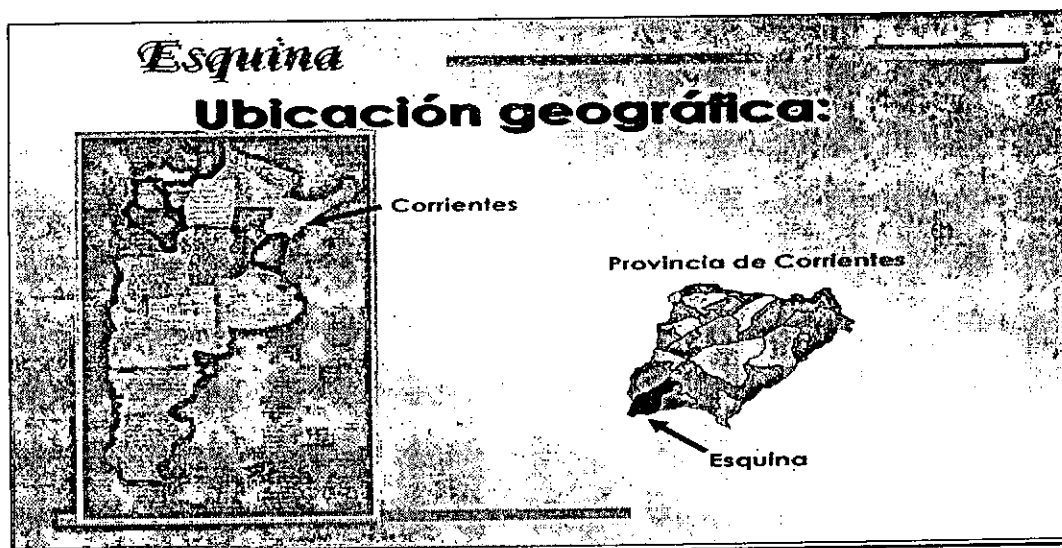 Esquina
Ubicación geográfica:
Corrientes
Provincia de Corrientes
Esquina